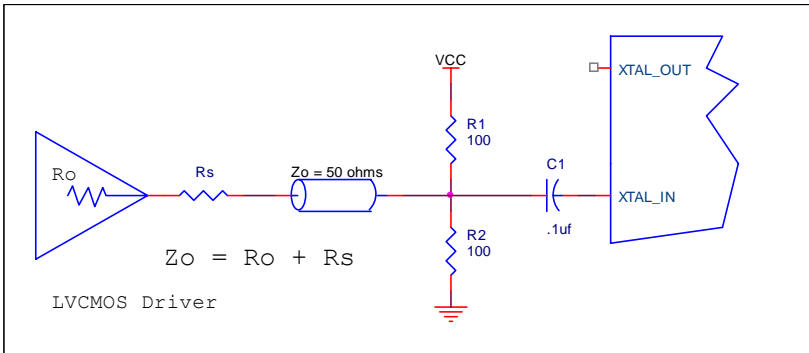 VCC
XTAL_OUT
R1
100
Ro
Rs
Zo = 50 ohms
C1
XTAL_IN
.1uf
R2
100
Zo = Ro + Rs
LVCMOS Driver